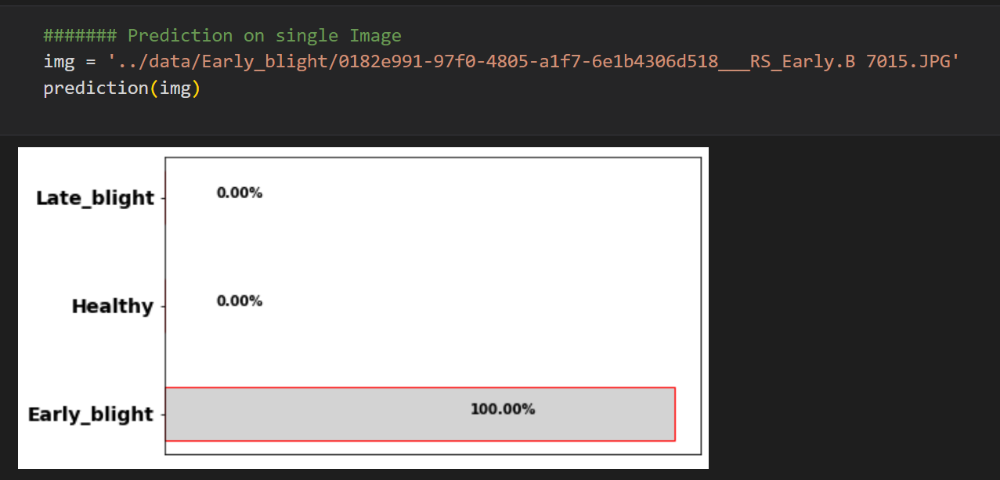 ####### Prediction on single Image
img = '../data/Early_blight/0182e991-97f0-4805-a1f7-6e1b4306d518___RS_Early.B 7015.JPG'
prediction(img)
Late_blight 0.00%
Healthy 0.00%
Early_blight 100.00%